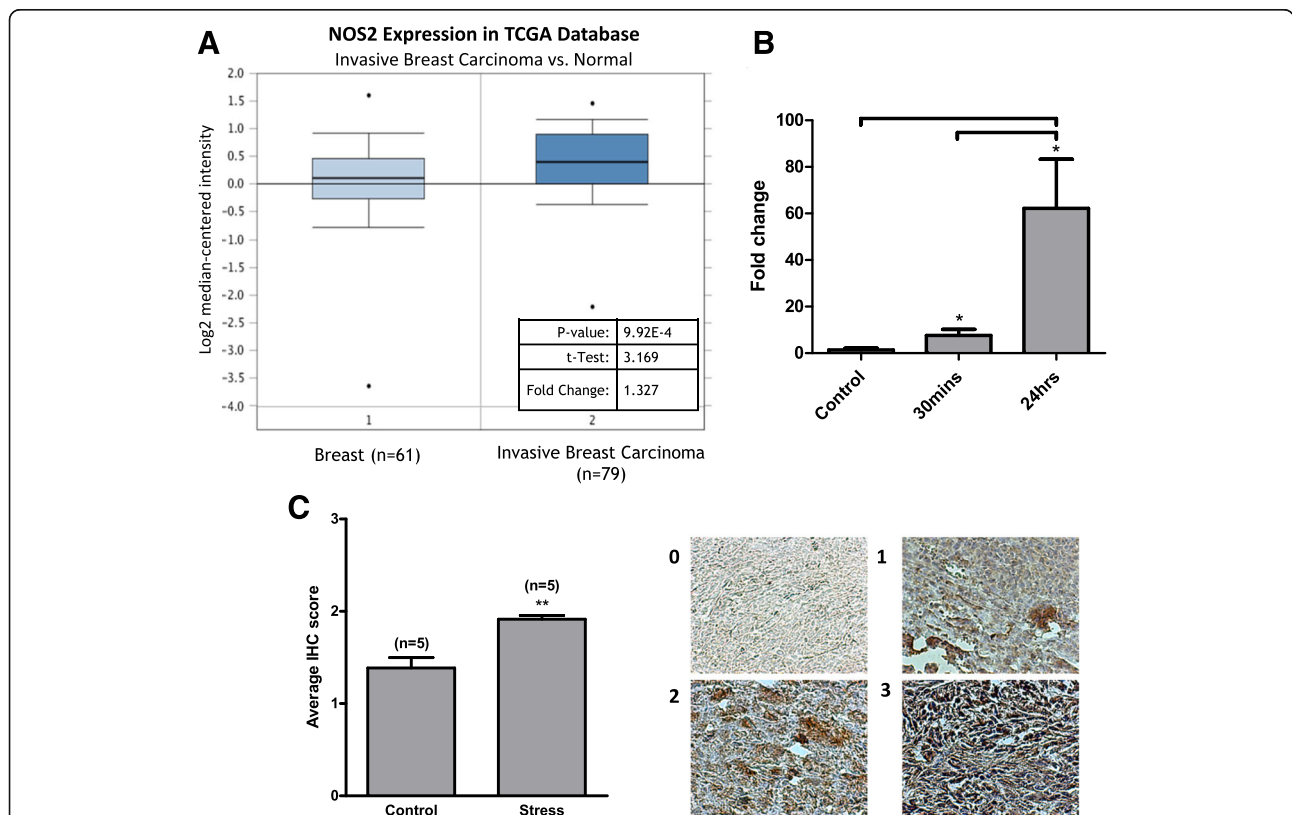 A
NOS2 Expression in TCGA Database
Invasive Breast Carcinoma vs. Normal
Log2 median-centered intensity
2.0
1.5
1.0
0.5
0.0
-0.5
-1.0
-1.5
-2.0
-2.5
-3.0
-3.5
-4.0
P-value: 9.92E-4
t-Test: 3.169
Fold Change: 1.327
1
2
Breast (n=61)
Invasive Breast Carcinoma
(n=79)
B
Fold change
100
80
60
40
20
0
*
*
Control
30mins
24hrs
C
Average IHC score
3
2
1
0
(n=5)
(n=5)
**
Control
Stress
0
1
2
3